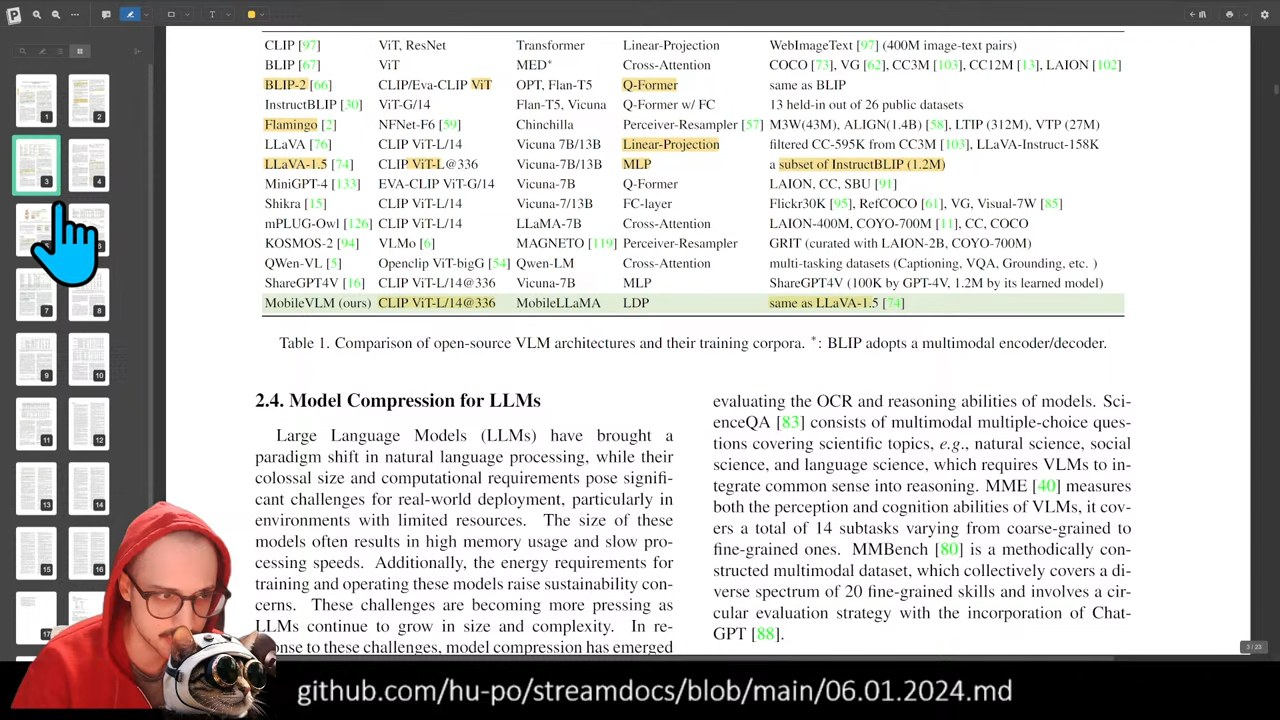 CLIP [97] ViT, ResNet Transformer Linear-Projection WebImageText [97] (400M image-text pairs)
BLIP [67] ViT MED* Cross-Attention COCO [73], VG [62], CC3M [103], CC12M [13], LAION [102]
BLIP-2 [66] CLIP/Eva-CLIP ViT OPT, Flan-T5 Q-Former same as BLIP
InstructBLIP [30] ViT-G/14 Flan-T5, Vicuna Q-Former w/ FC 13 held-in out of 26 public datasets
Flamingo [2] NFNet-F6 [59] Chinchilla Perceiver-Resampler [57] M3W(43M), ALIGN(1.4B) [58], LTIP (312M), VTP (27M)
LLaVA [76] CLIP ViT-L/14 Vicuna 7B/13B Linear-Projection filtered CC-595K from CC3M [103], LLaVA-Instruct-158K
LLaVA-1.5 [74] CLIP ViT-L@336 Vicuna-7B/13B MLP a subset of InstructBLIP (1.2M)
MiniGPT-4 [133] EVA-CLIP ViT-G/14 Vicuna-7B Q-Former LAION, CC, SBU [91]
Shikra [15] CLIP ViT-L/14 Vicuna-7/13B FC-layer Flickr30K [95], RefCOCO [61], VG, Visual-7W [85]
mPLUG-Owl [126] CLIP ViT-L/14 LLaMA-7B Cross-Attention LAION-400M, COYO-700M [11], CC, COCO
KOSMOS-2 [94] VLMo [6] MAGNETO [119] Perceiver-Resampler GRIT (curated with LAION-2B, COYO-700M)
QWen-VL [5] Openclip ViT-bigG [54] Qwen-LM Cross-Attention multi-tasking datasets (Captioning, VQA, Grounding, etc. )
ShareGPT4V [16] CLIP ViT-L/14@336 Vicuna-7B MLP ShareGPT4V (100K by GPT-4V, 1.2M by its learned model)
MobileVLM (ours) CLIP ViT-L/14@336 MobileLLaMA LDP same as LLaVA-1.5 [74]
Table 1. Comparison of open-source VLM architectures and their training corpora. *: BLIP adopts a multimodal encoder/decoder.
2.4. Model Compression for LLMs
Large Language Models (LLMs) have brought a
paradigm shift in natural language processing, while their
colossal size and computational requirements pose signifi-
cant challenges for real-world deployment, particularly in
environments with limited resources. The size of these
models often results in high memory usage and slow pro-
cessing speeds. Additionally, the energy requirements for
training and operating these models raise sustainability con-
cerns. These challenges are becoming more pressing as
LLMs continue to grow in size and complexity. In re-
sponse to these challenges, model compression has emerged
evaluating the OCR and reasoning abilities of models. Sci-
enceQA [83] consists of multimodal multiple-choice ques-
tions covering scientific topics, e.g., natural science, social
science, and language science, which requires VLMs to in-
tegrate common sense into reasoning. MME [40] measures
both the perception and cognition abilities of VLMs, it cov-
ers a total of 14 subtasks varying from coarse-grained to
fine-grained ones. MMBench [80] is a methodically con-
structed multimodal dataset, which collectively covers a di-
verse spectrum of 20 fine-grained skills and involves a cir-
cular evaluation strategy with the incorporation of Chat-
GPT [88].
1
2
3
4
7
8
9
10
11
12
13
14
15
16
17
3 / 23
github.com/hu-po/streamdocs/blob/main/06.01.2024.md